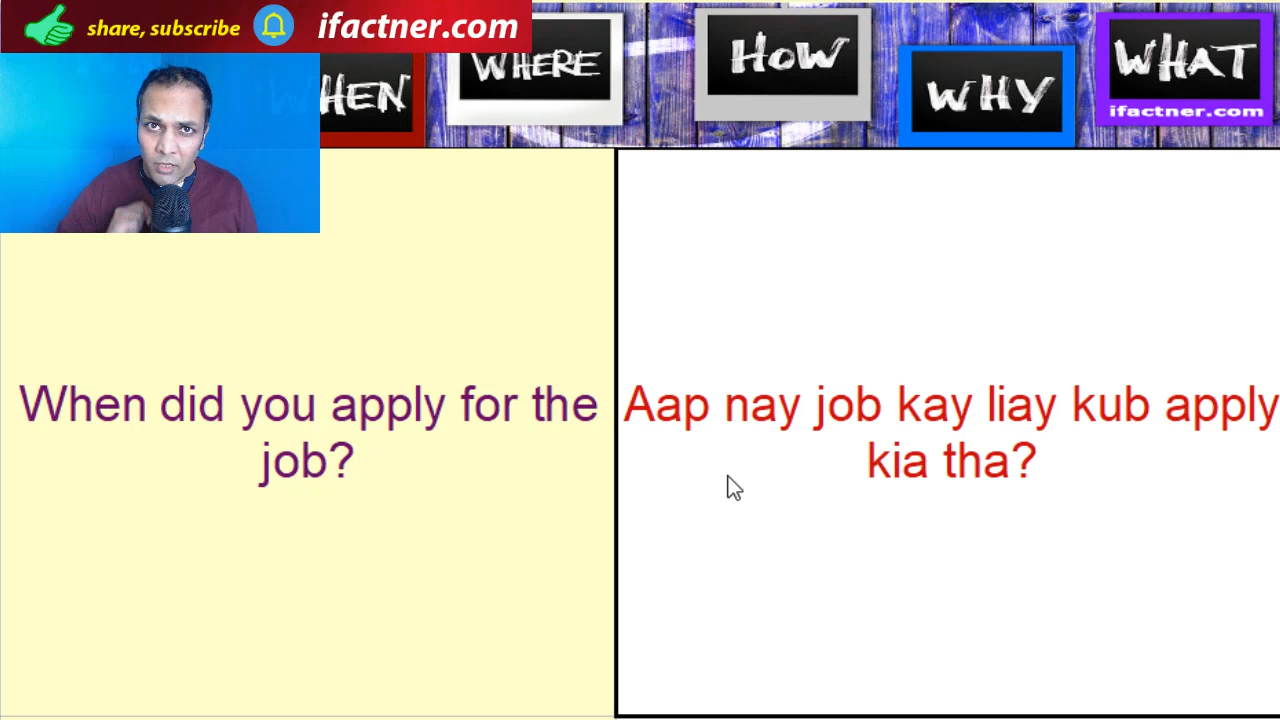 share, subscribe ifactner.com
WHEN
WHERE
HOW
WHY
WHAT
ifactner.com
When did you apply for the
job?
Aap nay job kay liay kub apply
kia tha?